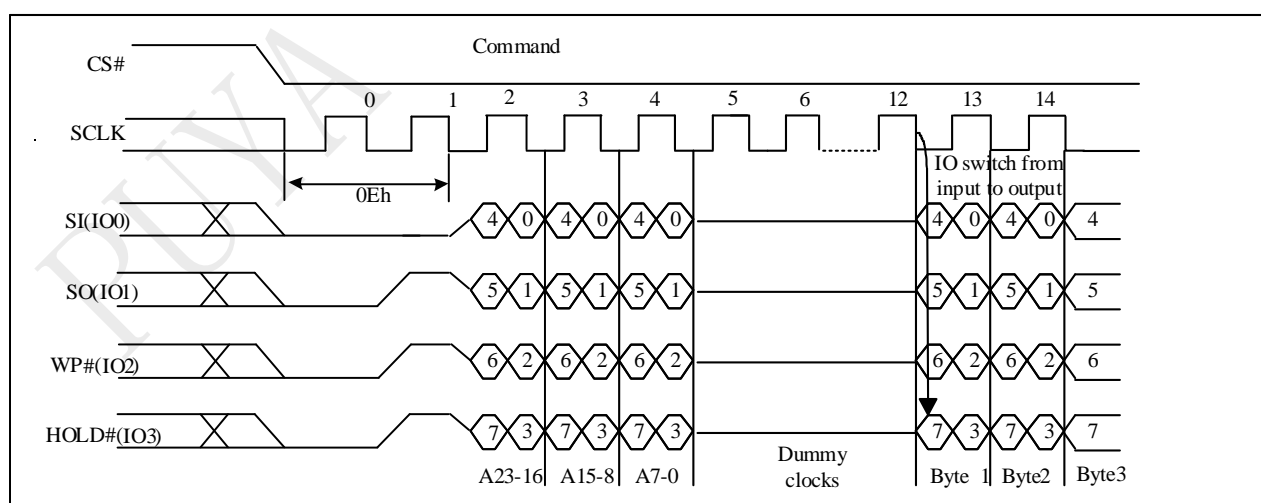 PUYA
Command
CS#
0 1 2 3 4 5 6 12 13 14
SCLK
IO switch from
input to output
0Eh
SI(IO0)
4 0 4 0 4 0 4 0 4 0 4
SO(IO1)
5 1 5 1 5 1 5 1 5 1 5
WP#(IO2)
6 2 6 2 6 2 6 2 6 2 6
HOLD#(IO3)
7 3 7 3 7 3 7 3 7 3 7
A23-16 A15-8 A7-0 Dummy
clocks
Byte 1 Byte2 Byte3